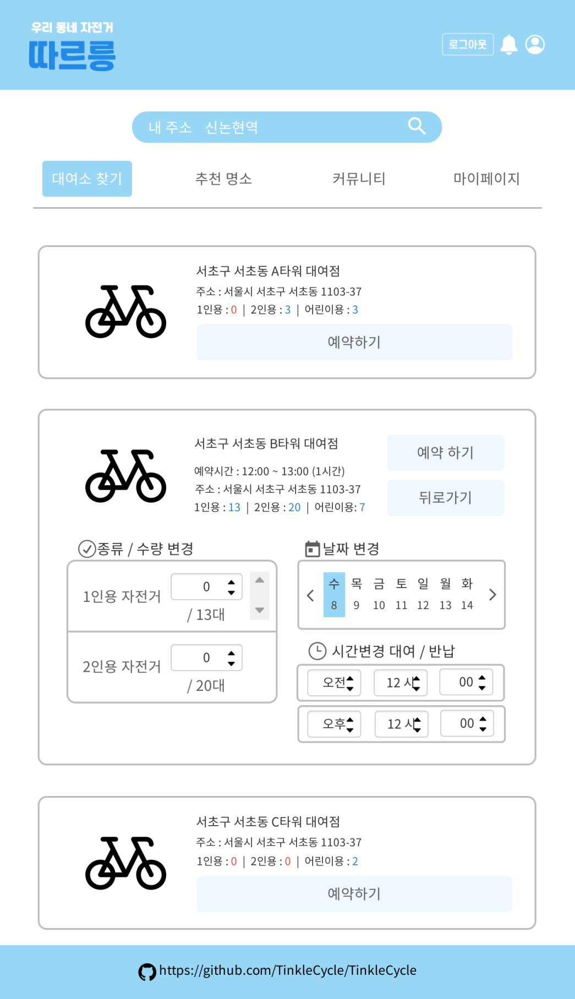 우리 동네 자전거
따르릉
로그아웃
내 주소 신논현역
대여소 찾기 추천 명소 커뮤니티 마이페이지
서초구 서초동 A타워 대여점
주소 : 서울시 서초구 서초동 1103-37
1인용 : 0 | 2인용 : 3 | 어린이용 : 3
예약하기
서초구 서초동 B타워 대여점
예약시간 : 12:00 ~ 13:00 (1시간)
주소 : 서울시 서초구 서초동 1103-37
1인용 : 13 | 2인용 : 20 | 어린이용: 7
예약 하기
뒤로가기
종류 / 수량 변경
1인용 자전거 0
/ 13대
2인용 자전거 0
/ 20대
날짜 변경
수 목 금 토 일 월 화
8 9 10 11 12 13 14
시간변경 대여 / 반납
오전 12 시 00
오후 12 시 00
서초구 서초동 C타워 대여점
주소 : 서울시 서초구 서초동 1103-37
1인용 : 0 | 2인용 : 0 | 어린이용 : 2
예약하기
https://github.com/TinkleCycle/TinkleCycle